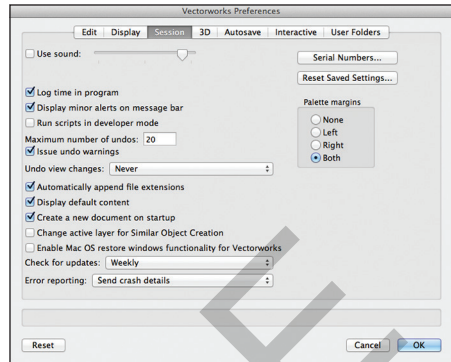 Vectorworks Preferences
Edit Display Session 3D Autosave Interactive User Folders
Use sound:
Serial Numbers...
Reset Saved Settings...
Log time in program
Display minor alerts on message bar
Run scripts in developer mode
Palette margins
None
Left
Right
Both
Maximum number of undos: 20
Issue undo warnings
Undo view changes: Never
Automatically append file extensions
Display default content
Create a new document on startup
Change active layer for Similar Object Creation
Enable Mac OS restore windows functionality for Vectorworks
Check for updates: Weekly
Error reporting: Send crash details
Reset Cancel OK